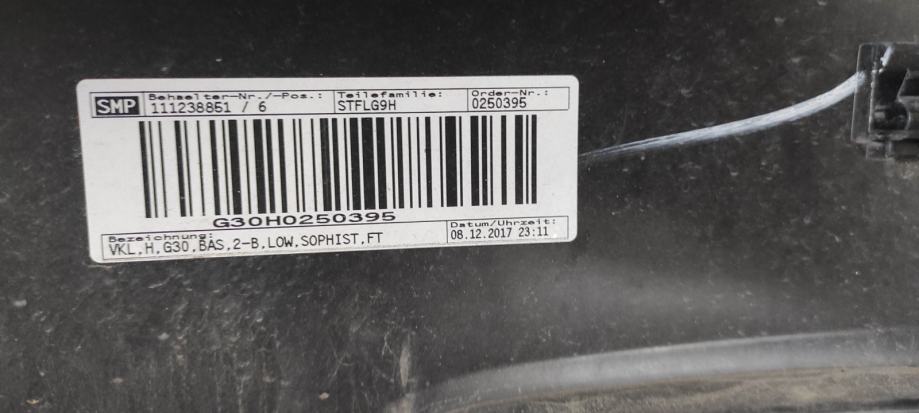 SMP
Behaelter-Nr./-Pos.: Teilefamilie: Order-Nr.:
111238851 / 6 STFLG9H 0250395
G30H0250395
Bezeichnung: Datum/Uhrzeit:
VKL,H,G30,BAS,2-B,LOW,SOPHIST,FT 08.12.2017 23:11